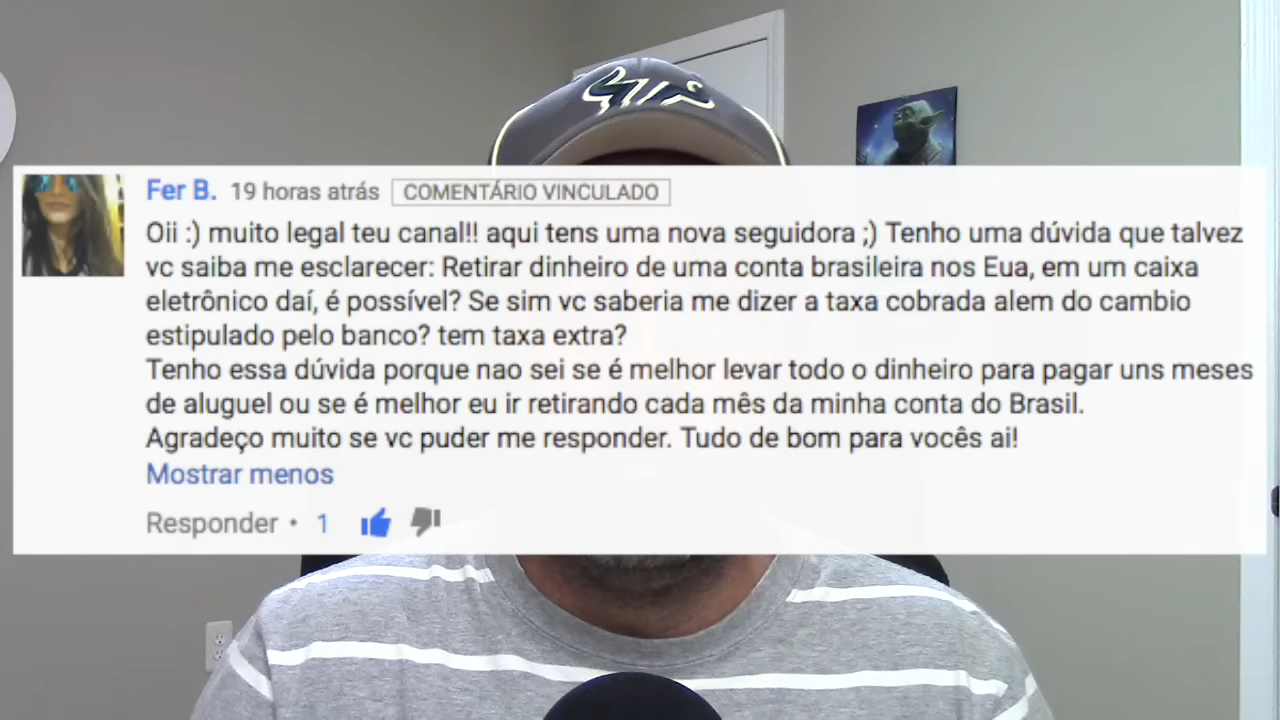 Fer B. 19 horas atrás COMENTÁRIO VINCULADO
Oii :) muito legal teu canal!! aqui tens uma nova seguidora ;) Tenho uma dúvida que talvez
vc saiba me esclarecer: Retirar dinheiro de uma conta brasileira nos Eua, em um caixa
eletrônico daí, é possível? Se sim vc saberia me dizer a taxa cobrada alem do cambio
estipulado pelo banco? tem taxa extra?
Tenho essa dúvida porque nao sei se é melhor levar todo o dinheiro para pagar uns meses
de aluguel ou se é melhor eu ir retirando cada mês da minha conta do Brasil.
Agradeço muito se vc puder me responder. Tudo de bom para vocês ai!
Mostrar menos
Responder • 1